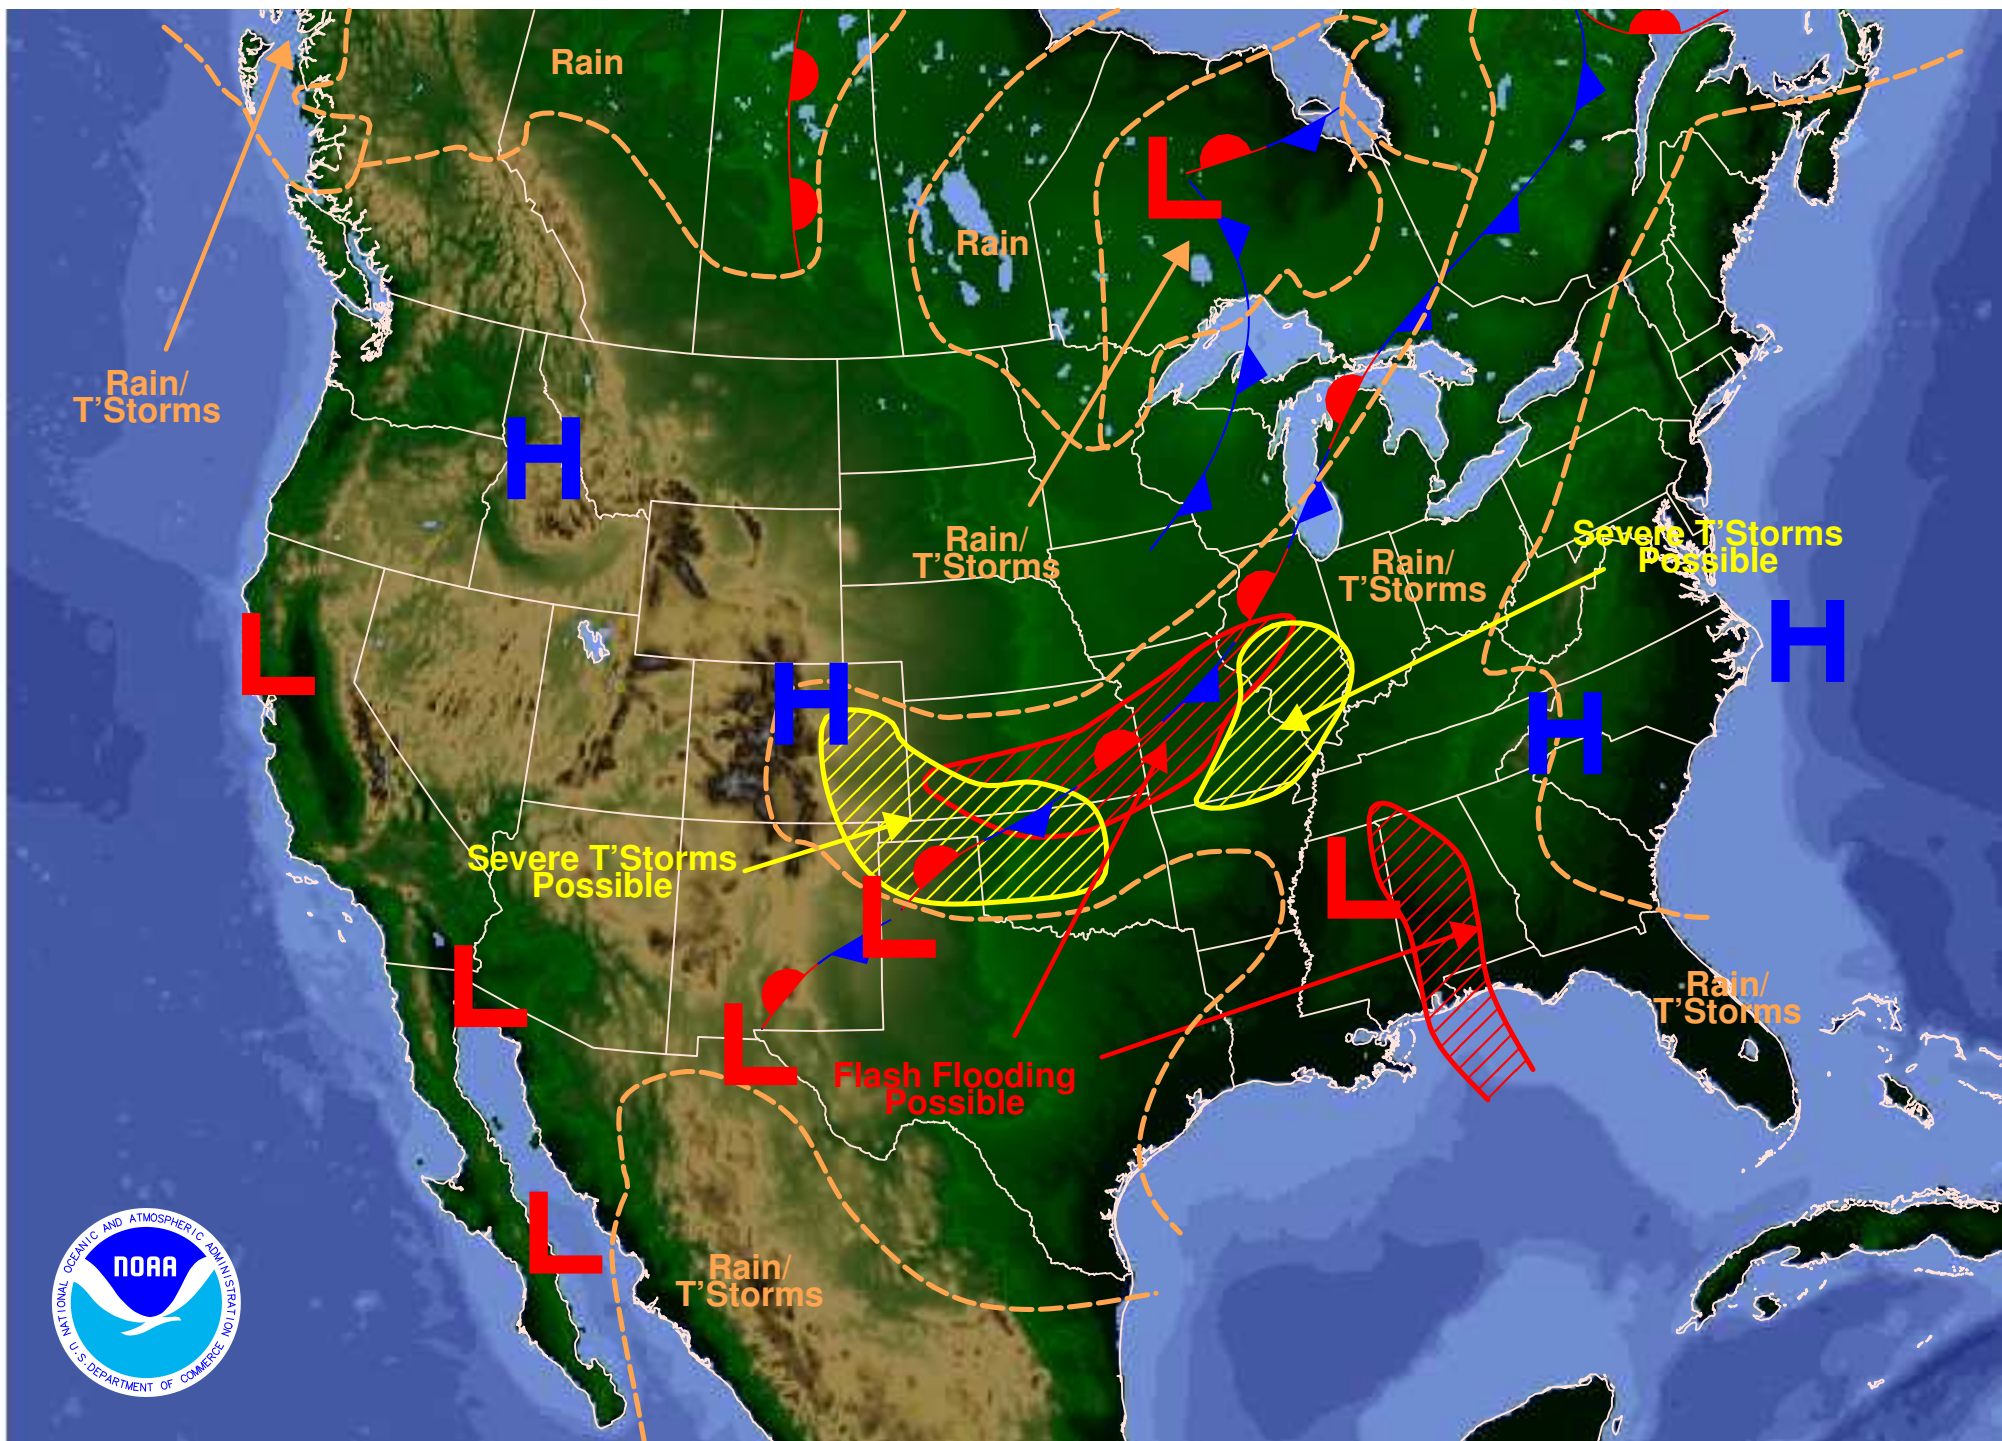 Rain
L
Rain
Rain/
T'Storms
H
Rain/
T'Storms
Severe T'Storms
Possible
Rain/
T'Storms
L
H
H
H
Severe T'Storms
Possible
L
L
L
Rain/
T'Storms
L
Flash Flooding
Possible
L
Rain/
T'Storms
NATIONAL OCEANIC AND ATMOSPHERIC ADMINISTRATION
NOAA
U.S. DEPARTMENT OF COMMERCE